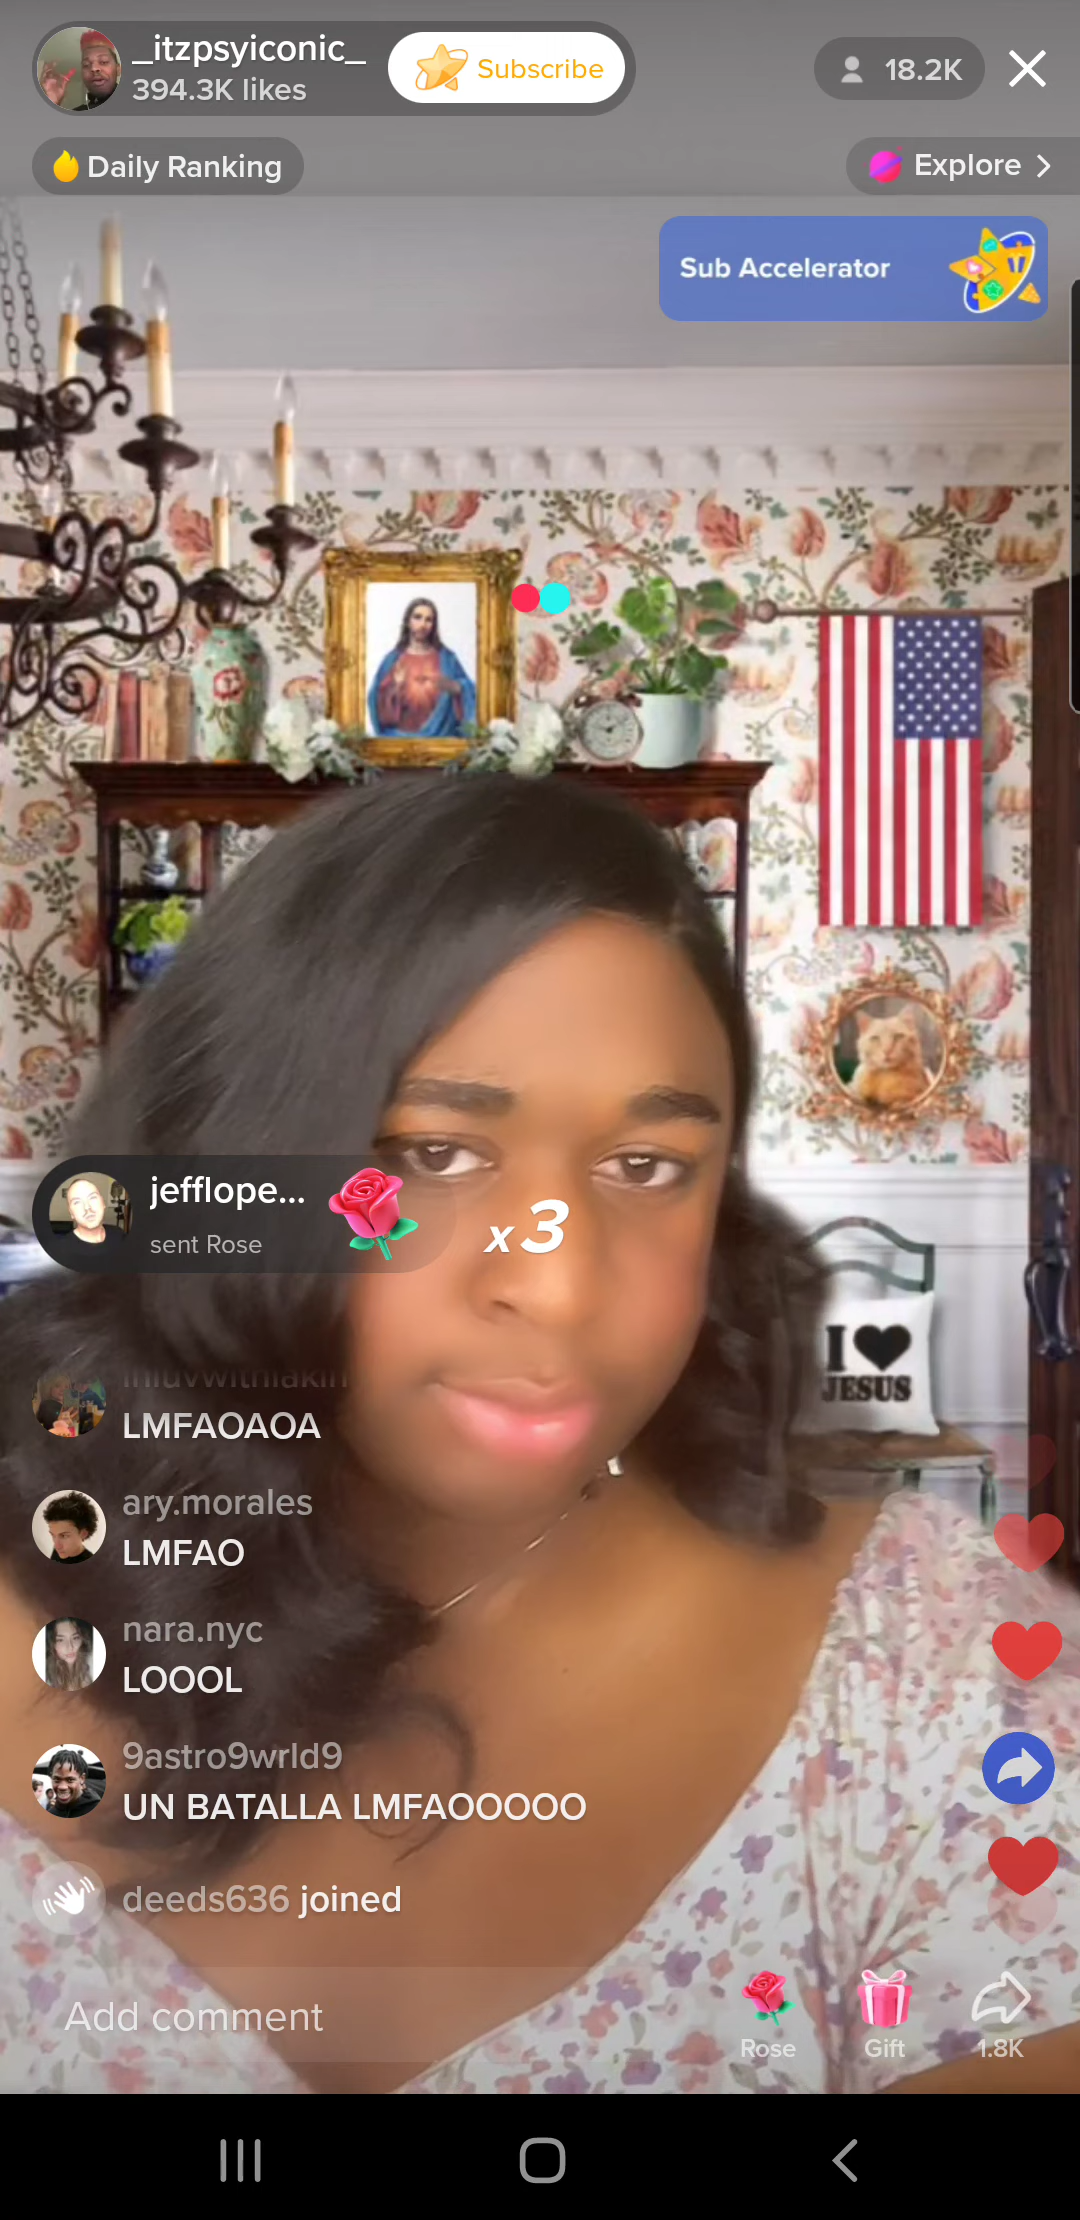 _itzpsyiconic_
394.3K likes
Subscribe
18.2K
Daily Ranking
Explore
Sub Accelerator
jefflope...
sent Rose
x3
I ♥
JESUS
LMFAOAOA
ary.morales
LMFAO
nara.nyc
LOOOL
9astro9wrld9
UN BATALLA LMFAOOOOO
deeds636 joined
Add comment
Rose
Gift
1.8K